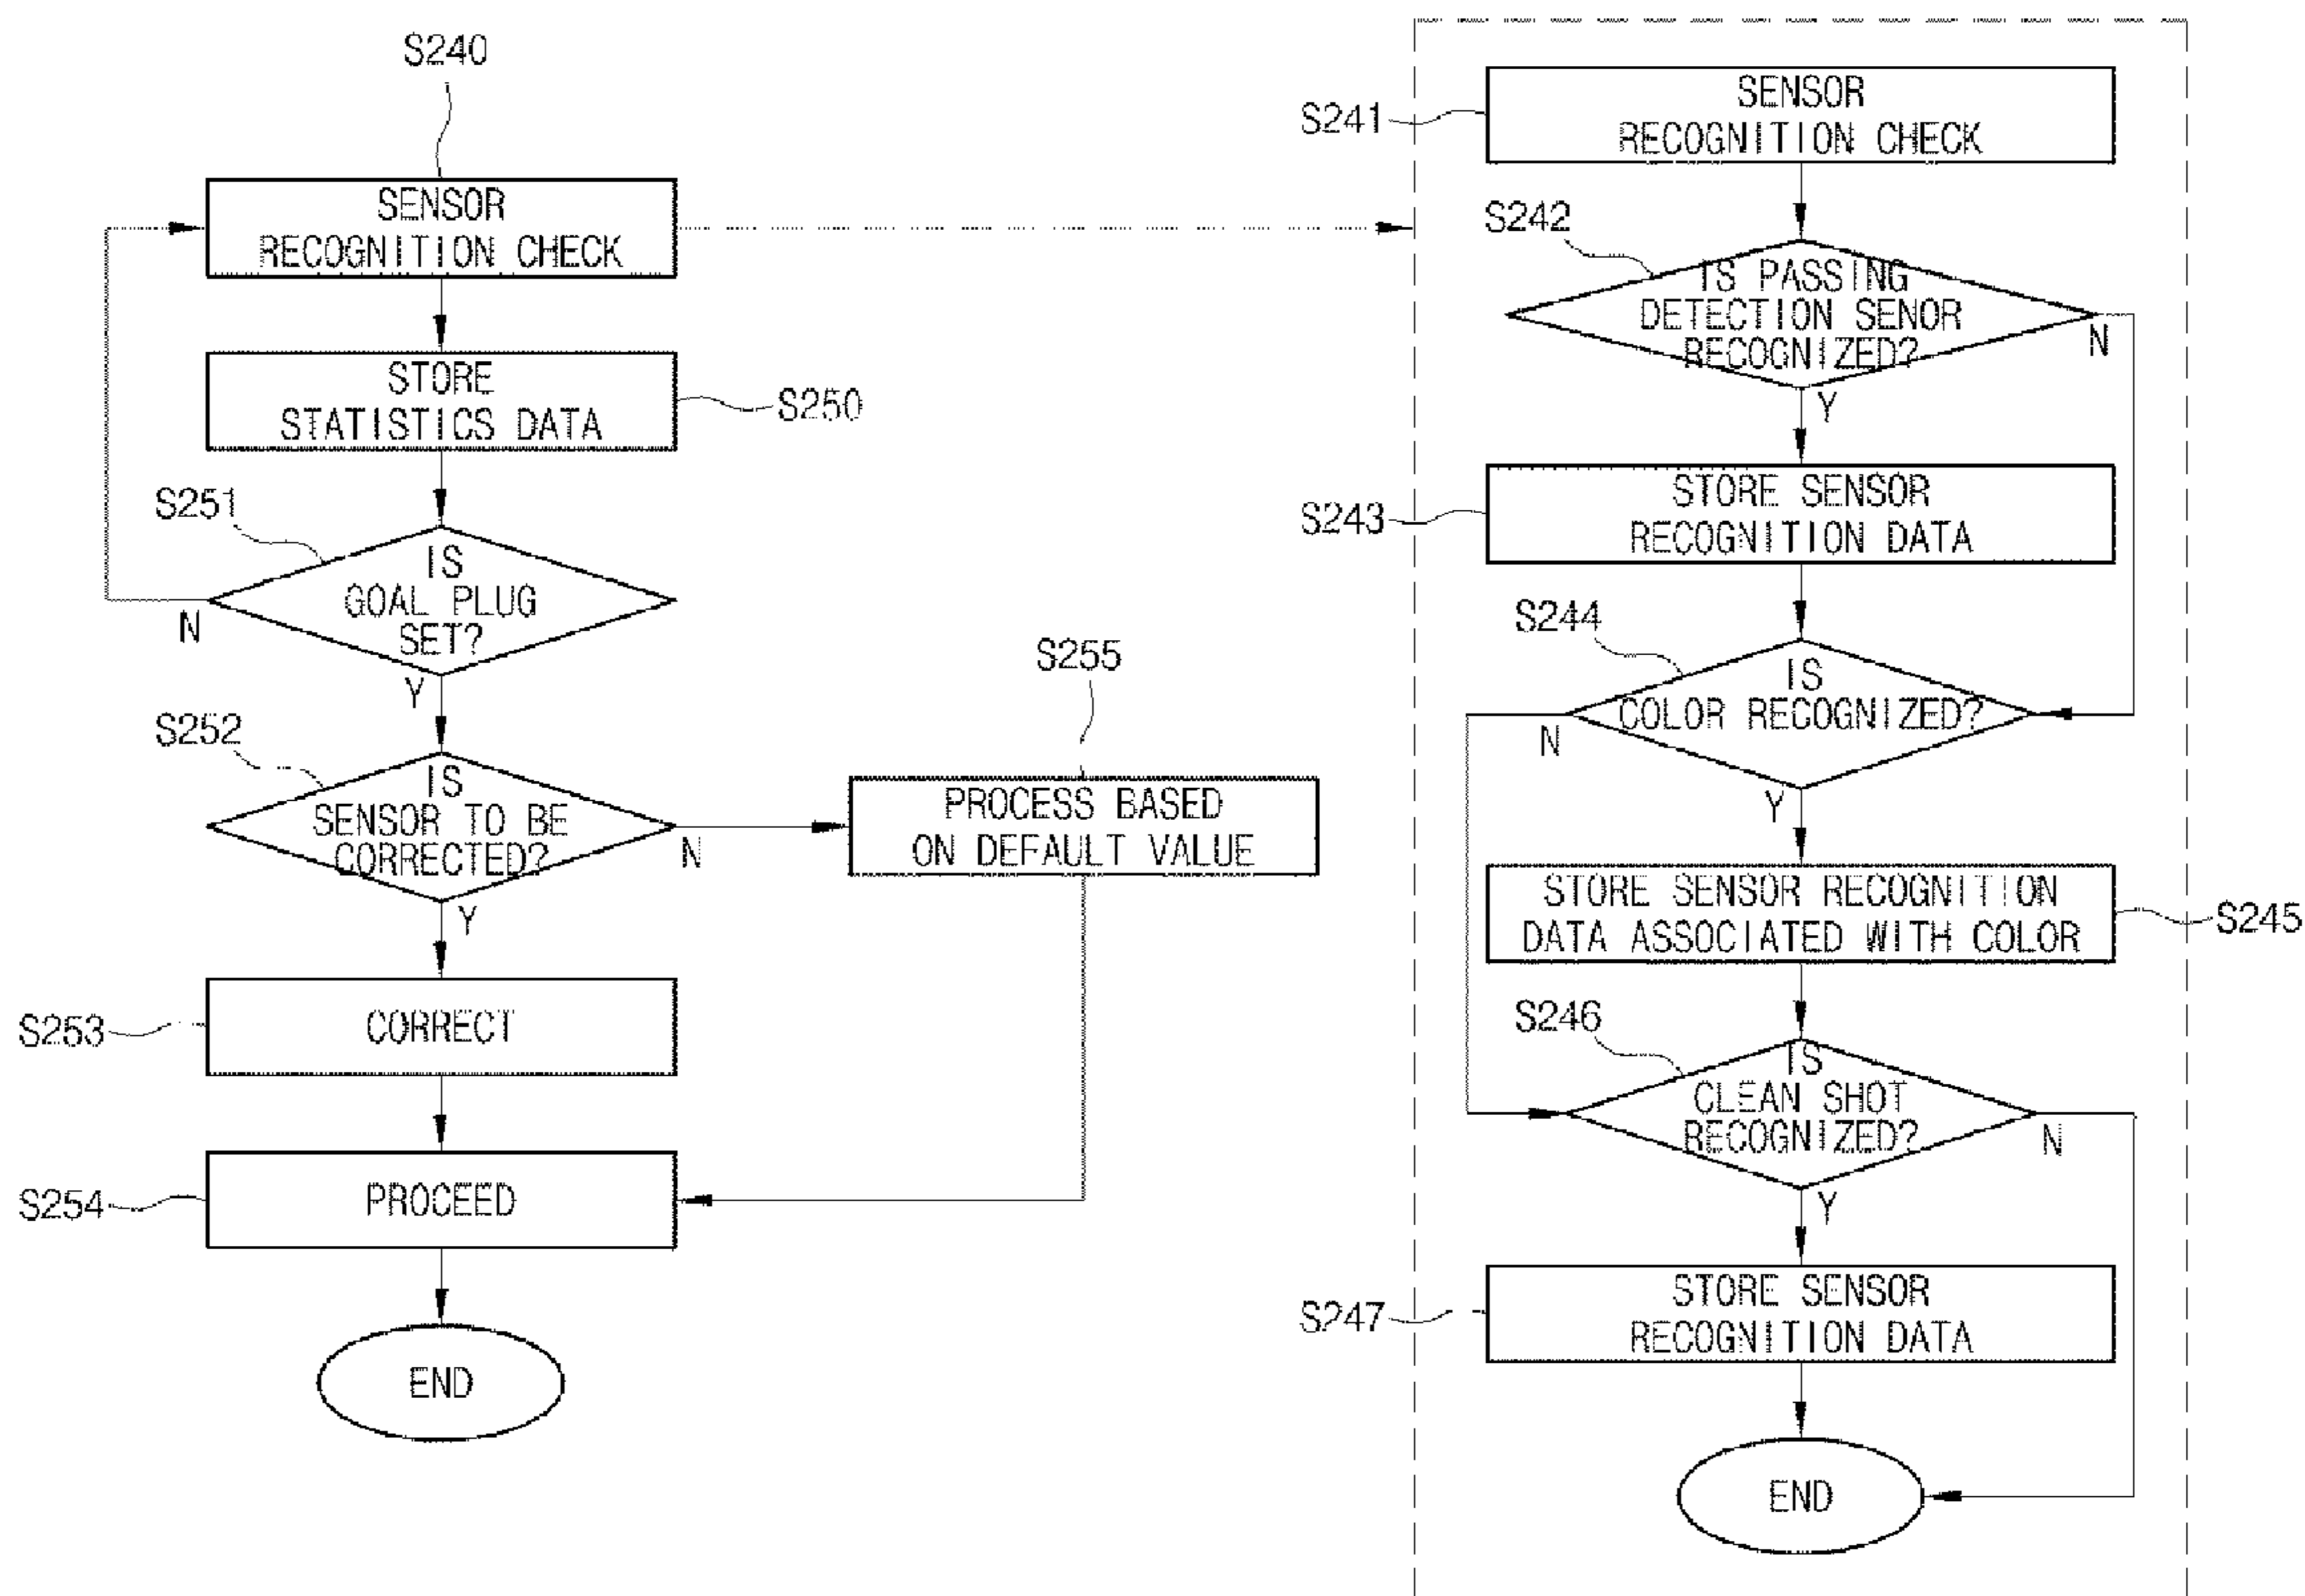 S240
SENSOR
RECOGNITION CHECK
STORE
STATISTICS DATA
S250
S251
IS
GOAL PLUG
SET?
N
Y
S252
IS
SENSOR TO BE
CORRECTED?
N
Y
S255
PROCESS BASED
ON DEFAULT VALUE
S253
CORRECT
S254
PROCEED
END
S241
SENSOR
RECOGNITION CHECK
S242
IS PASSING
DETECTION SENOR
RECOGNIZED?
N
Y
S243
STORE SENSOR
RECOGNITION DATA
S244
IS
COLOR RECOGNIZED?
N
Y
STORE SENSOR RECOGNITION
DATA ASSOCIATED WITH COLOR
S245
S246
IS
CLEAN SHOT
RECOGNIZED?
N
Y
S247
STORE SENSOR
RECOGNITION DATA
END